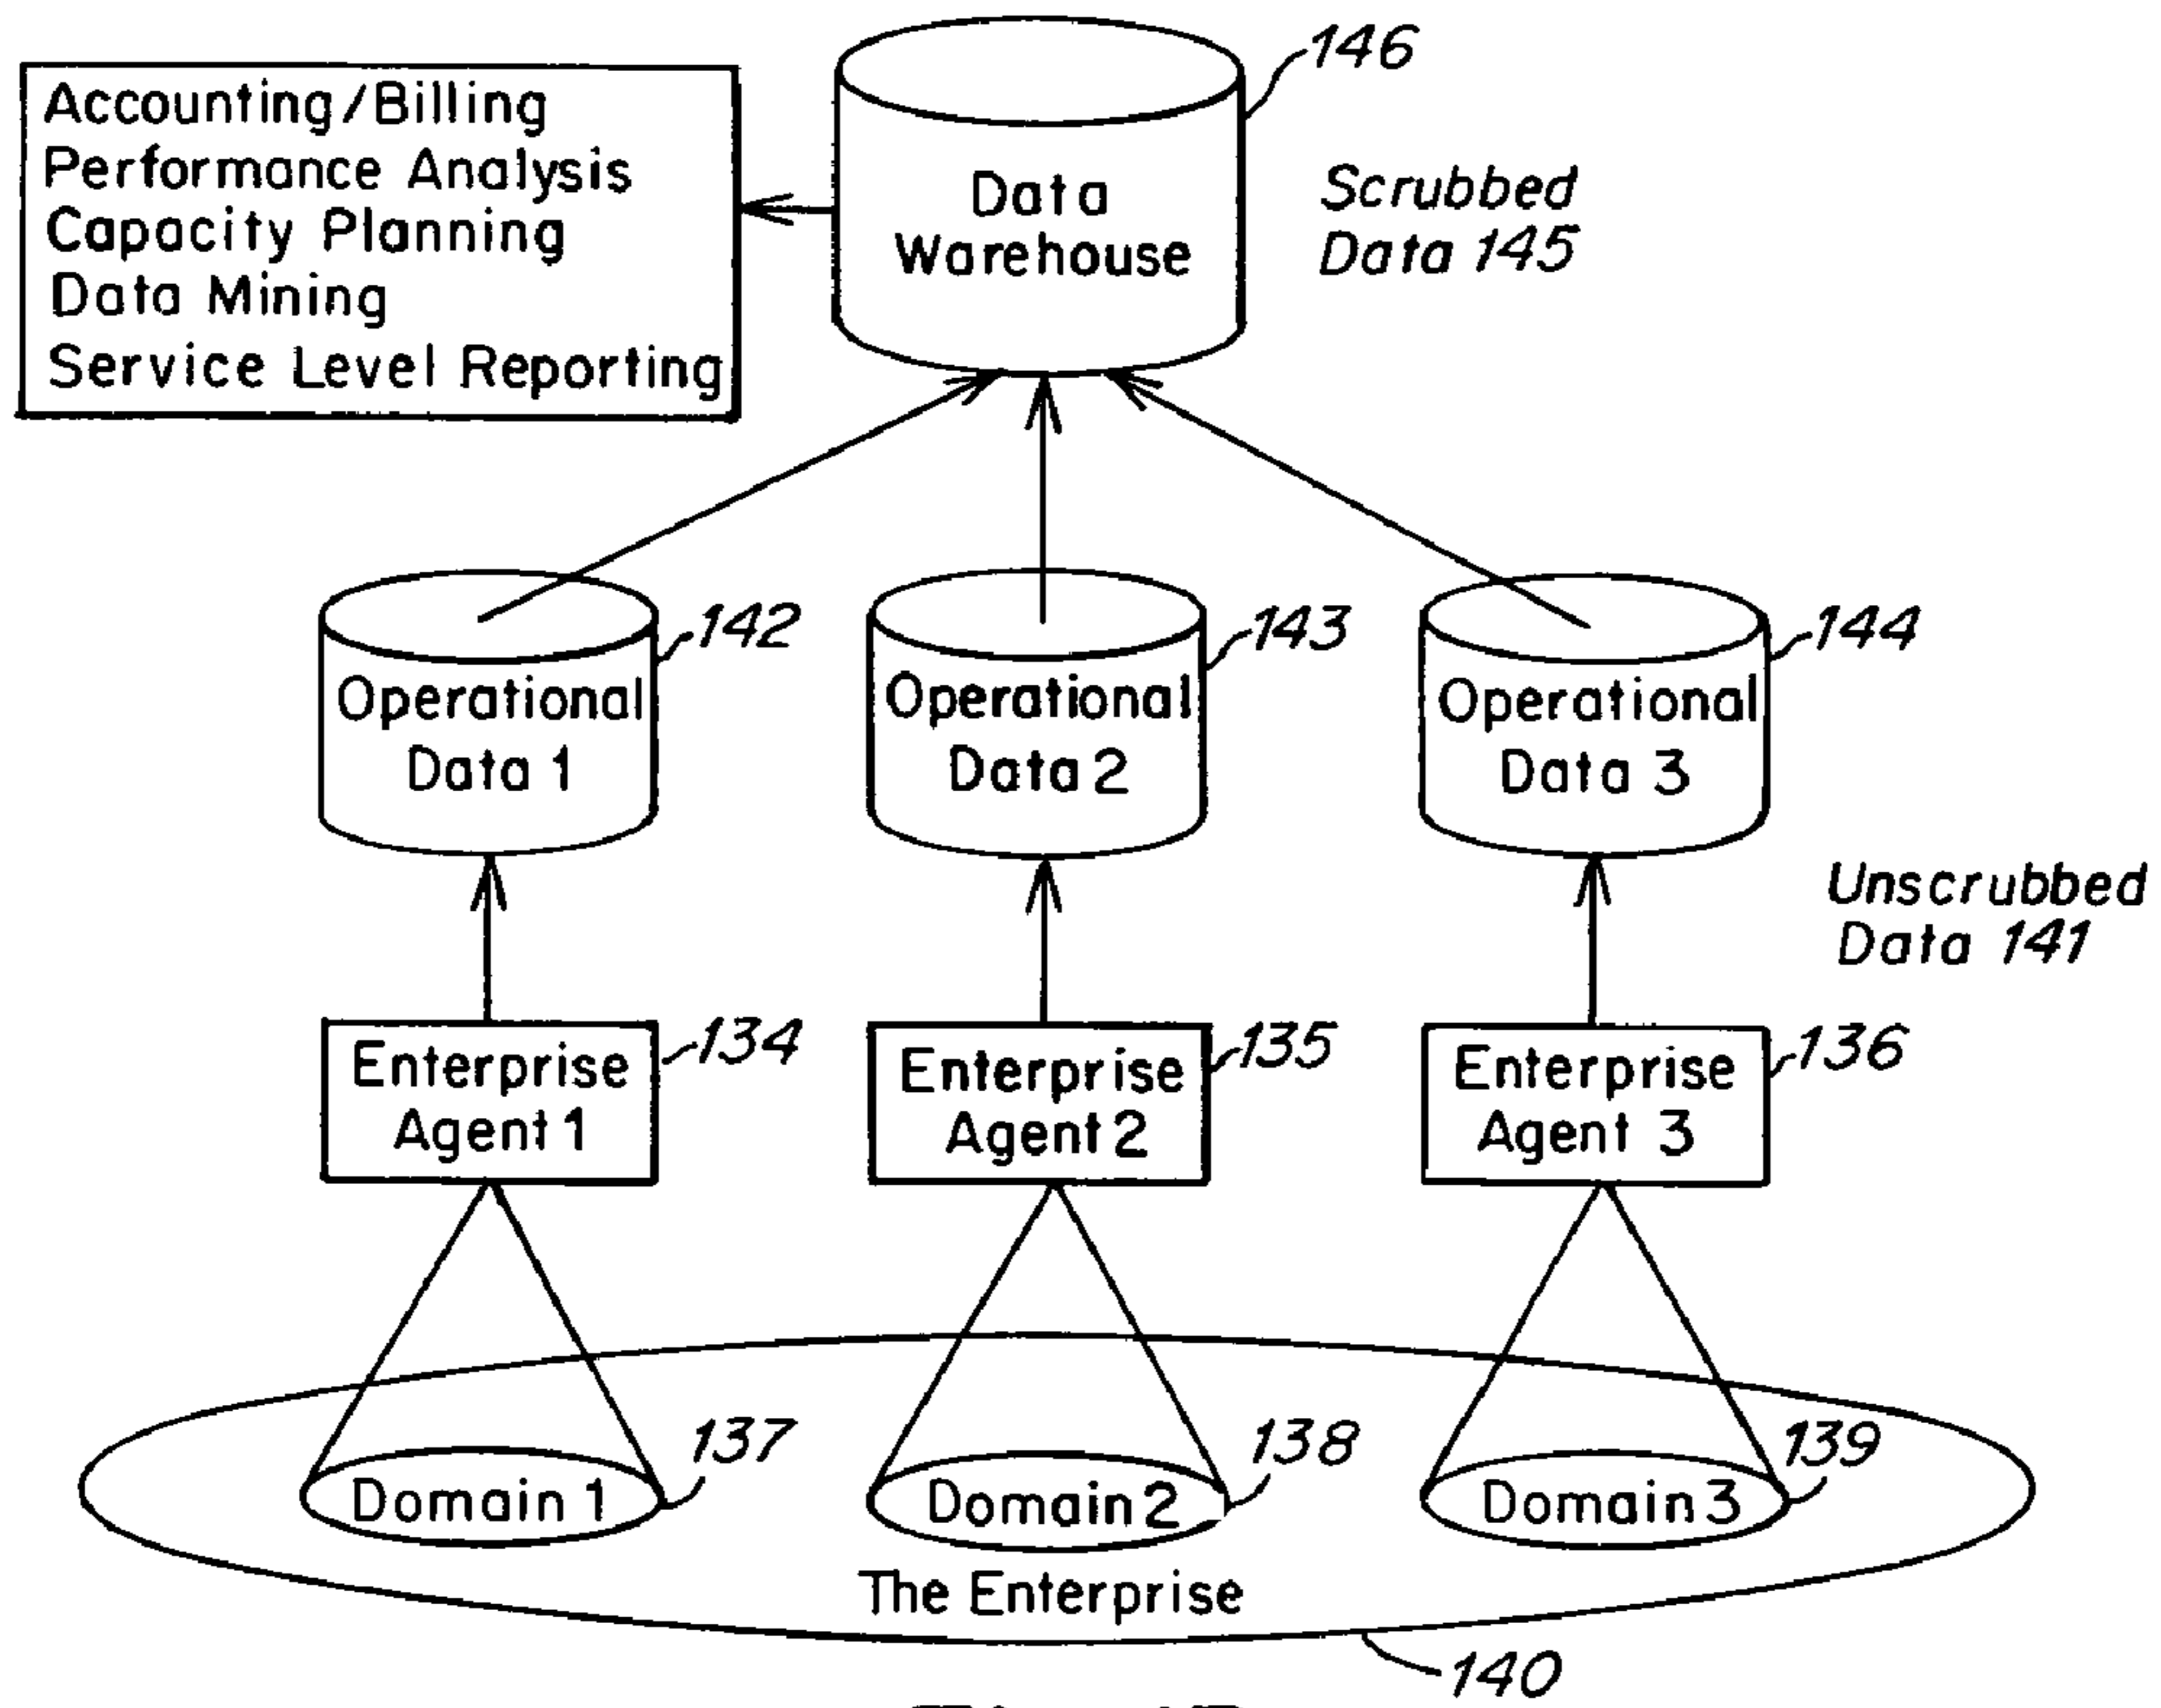 146
Accounting/Billing
Performance Analysis
Capacity Planning
Data Mining
Service Level Reporting
Data
Warehouse
Scrubbed
Data 145
142
143
144
Operational
Data 1
Operational
Data 2
Operational
Data 3
Unscrubbed
Data 141
134
135
136
Enterprise
Agent 1
Enterprise
Agent 2
Enterprise
Agent 3
137
138
139
Domain 1
Domain 2
Domain 3
The Enterprise
140